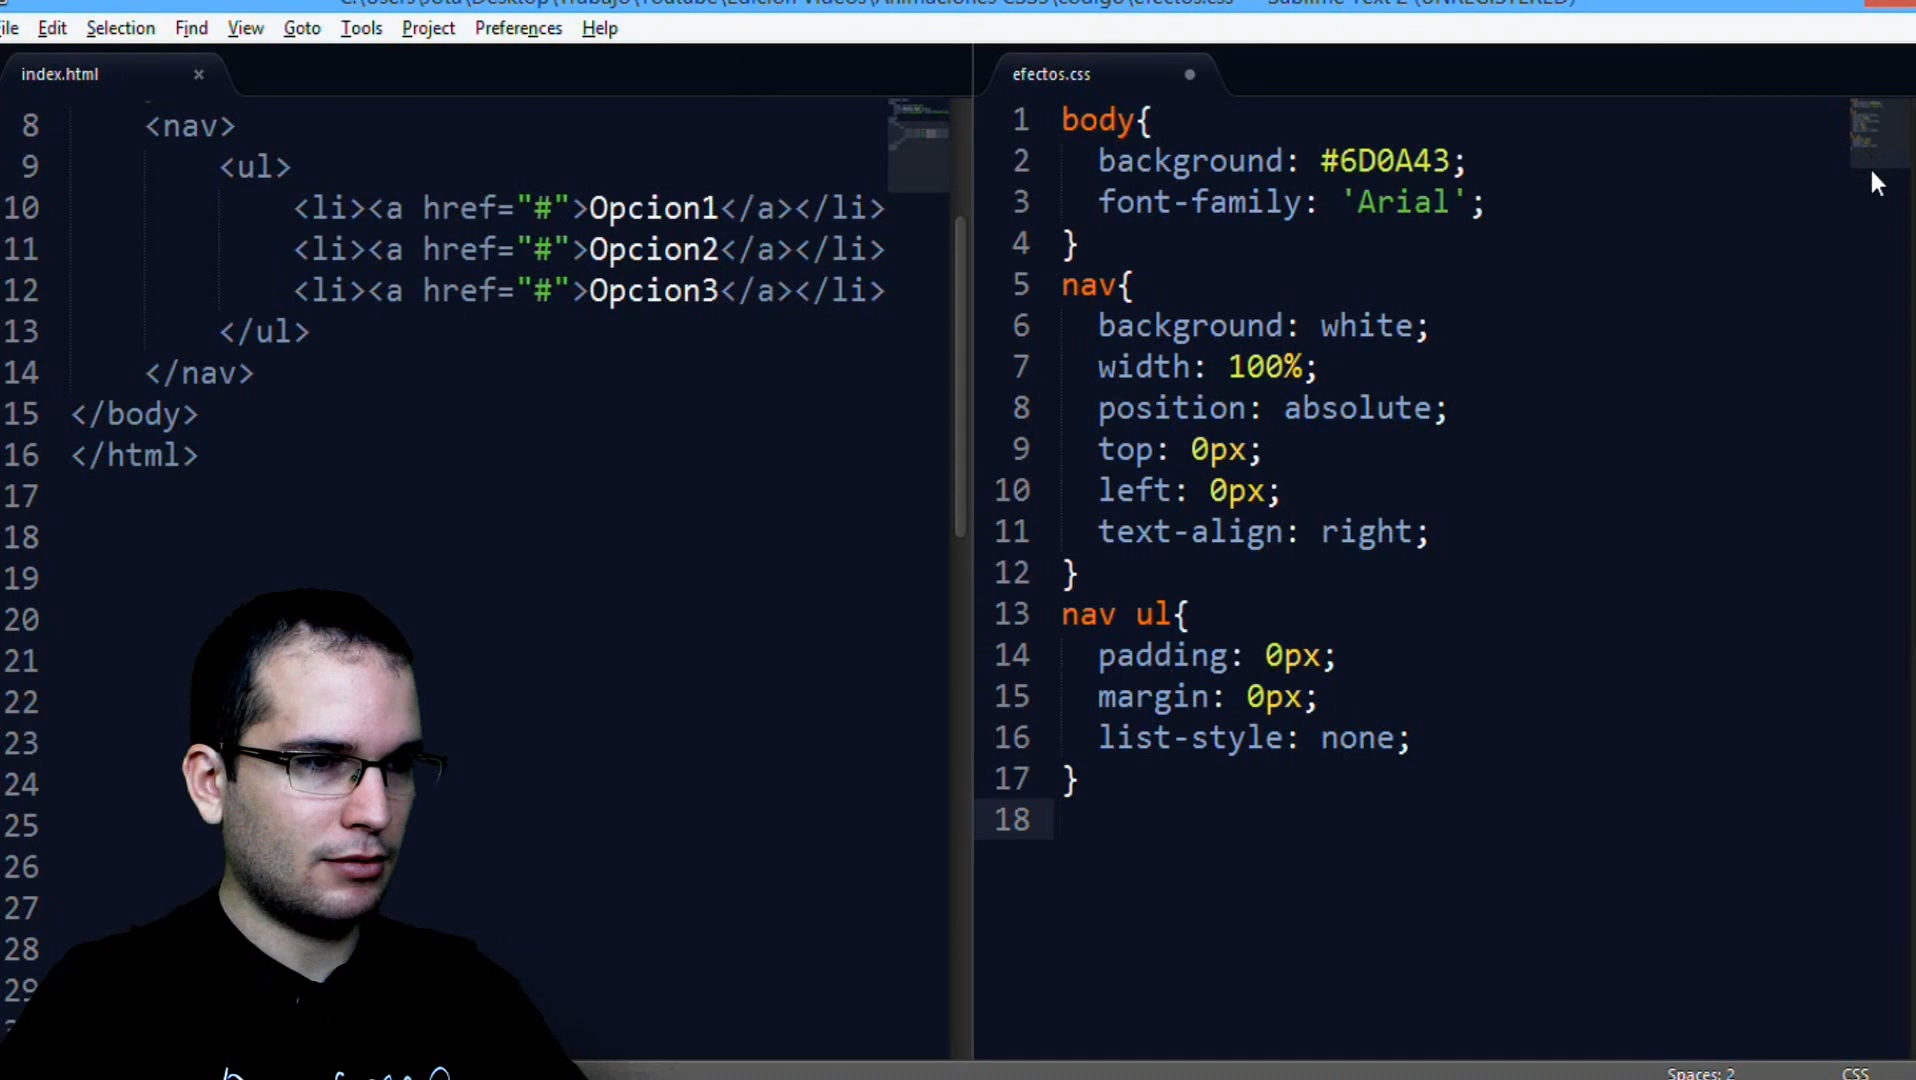 File Edit Selection Find View Goto Tools Project Preferences Help
index.html
8 <nav>
9 <ul>
10 <li><a href="#">Opcion1</a></li>
11 <li><a href="#">Opcion2</a></li>
12 <li><a href="#">Opcion3</a></li>
13 </ul>
14 </nav>
15 </body>
16 </html>
17
18
19
20
21
22
23
24
25
26
27
28
29
efectos.css
1 body{
2 background: #6D0A43;
3 font-family: 'Arial';
4 }
5 nav{
6 background: white;
7 width: 100%;
8 position: absolute;
9 top: 0px;
10 left: 0px;
11 text-align: right;
12 }
13 nav ul{
14 padding: 0px;
15 margin: 0px;
16 list-style: none;
17 }
18
Spaces: 2 CSS